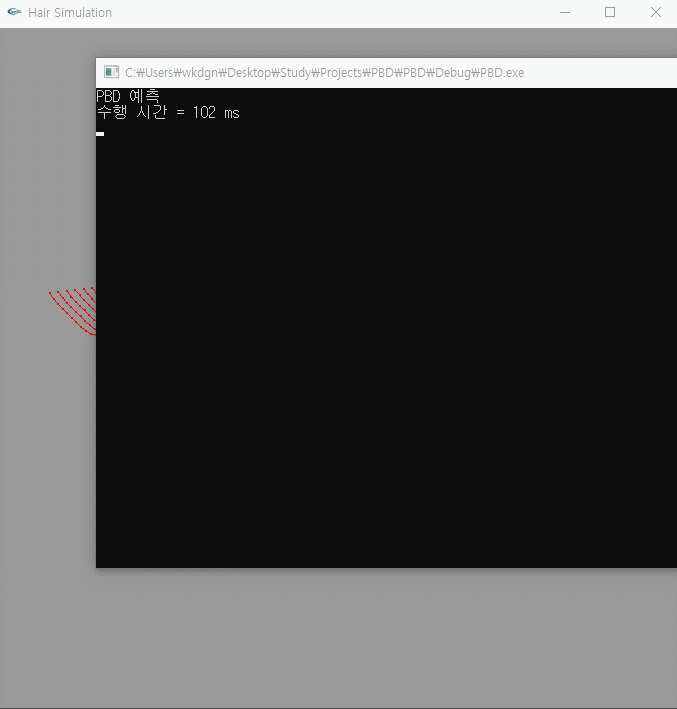 Hair Simulation
C:₩Users₩wkdgn₩Desktop₩Study₩Projects₩PBD₩PBD₩Debug₩PBD.exe
PBD 예측
수행 시간 = 102 ms